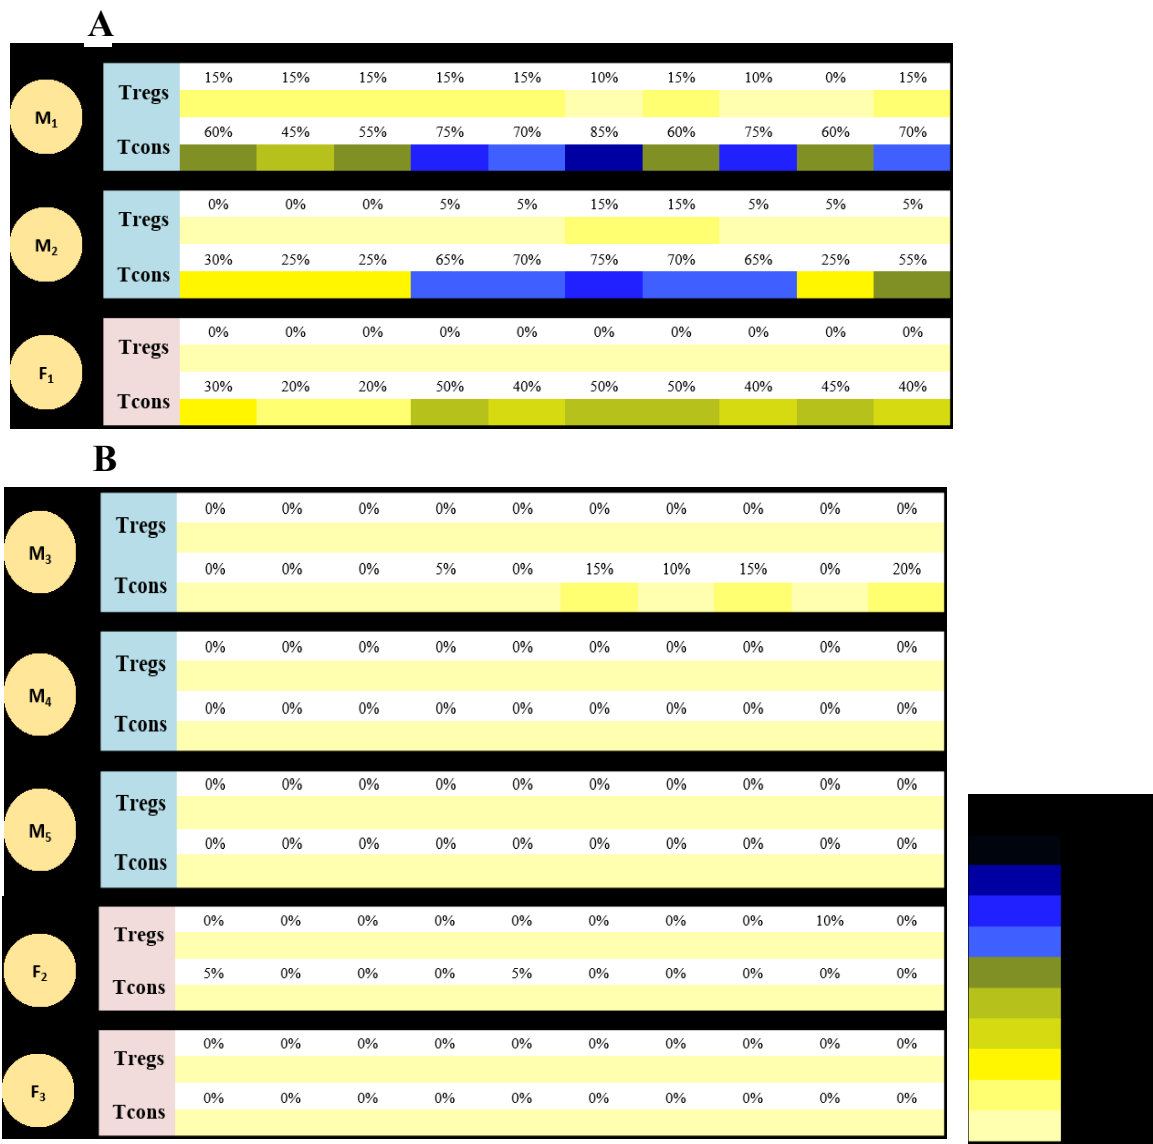 A
15% 15% 15% 15% 15% 10% 15% 10% 0% 15%
Tregs
M1
60% 45% 55% 75% 70% 85% 60% 75% 60% 70%
Tcons
0% 0% 0% 5% 5% 15% 15% 5% 5% 5%
Tregs
M2
30% 25% 25% 65% 70% 75% 70% 65% 25% 55%
Tcons
0% 0% 0% 0% 0% 0% 0% 0% 0% 0%
Tregs
F1
30% 20% 20% 50% 40% 50% 50% 40% 45% 40%
Tcons
B
0% 0% 0% 0% 0% 0% 0% 0% 0% 0%
Tregs
M3
0% 0% 0% 5% 0% 15% 10% 15% 0% 20%
Tcons
0% 0% 0% 0% 0% 0% 0% 0% 0% 0%
Tregs
M4
0% 0% 0% 0% 0% 0% 0% 0% 0% 0%
Tcons
0% 0% 0% 0% 0% 0% 0% 0% 0% 0%
Tregs
M5
0% 0% 0% 0% 0% 0% 0% 0% 0% 0%
Tcons
0% 0% 0% 0% 0% 0% 0% 0% 10% 0%
Tregs
F2
5% 0% 0% 0% 5% 0% 0% 0% 0% 0%
Tcons
0% 0% 0% 0% 0% 0% 0% 0% 0% 0%
Tregs
F3
0% 0% 0% 0% 0% 0% 0% 0% 0% 0%
Tcons